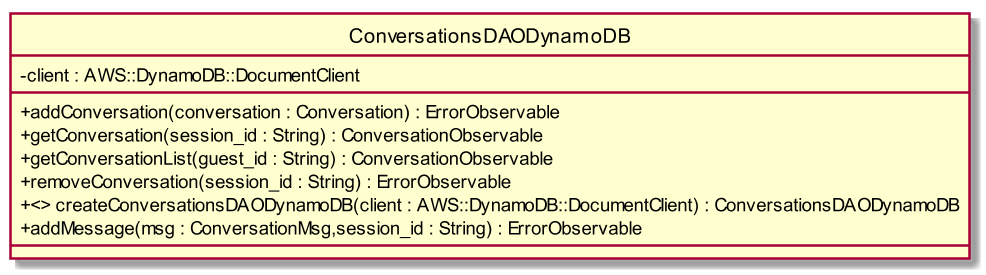 ConversationsDAODynamoDB
-client : AWS::DynamoDB::DocumentClient
+addConversation(conversation : Conversation) : ErrorObservable
+getConversation(session_id : String) : ConversationObservable
+getConversationList(guest_id : String) : ConversationObservable
+removeConversation(session_id : String) : ErrorObservable
+<> createConversationsDAODynamoDB(client : AWS::DynamoDB::DocumentClient) : ConversationsDAODynamoDB
+addMessage(msg : ConversationMsg,session_id : String) : ErrorObservable